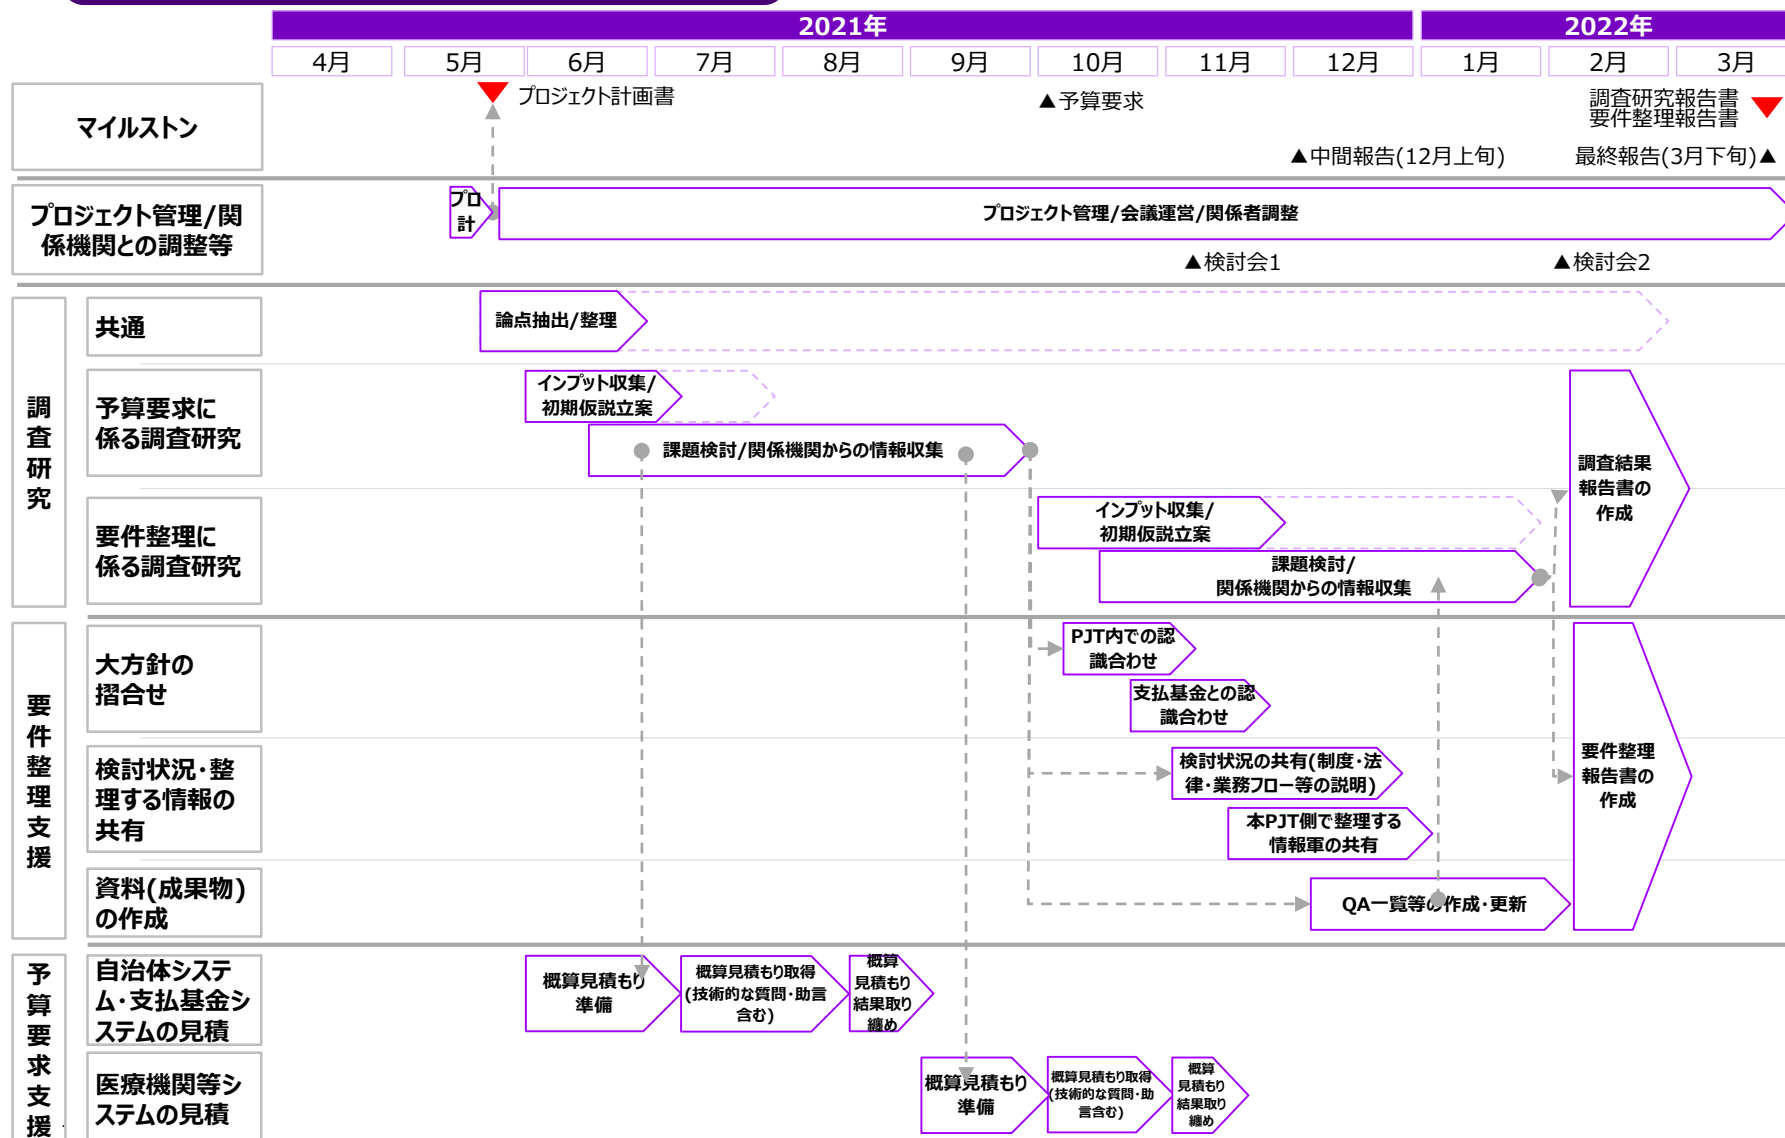 2021年
2022年
4月
5月
6月
7月
8月
9月
10月
11月
12月
1月
2月
3月
マイルストン
プロジェクト計画書
▲予算要求
調査研究報告書
要件整理報告書
▲中間報告(12月上旬)
最終報告(3月下旬)▲
プロジェクト管理/関
係機関との調整等
プロ
計
プロジェクト管理/会議運営/関係者調整
▲検討会1
▲検討会2
調
査
研
究
共通
論点抽出/整理
予算要求に
係る調査研究
インプット収集/
初期仮説立案
課題検討/関係機関からの情報収集
調査結果
報告書の
作成
要件整理に
係る調査研究
インプット収集/
初期仮説立案
課題検討/
関係機関からの情報収集
要
件
整
理
支
援
大方針の
摺合せ
PJT内での認
識合わせ
支払基金との認
識合わせ
検討状況・整
理する情報の
共有
検討状況の共有(制度・法
律・業務フロー等の説明)
本PJT側で整理する
情報軍の共有
要件整理
報告書の
作成
資料(成果物)
の作成
QA一覧等の作成・更新
予
算
要
求
支
援
自治体システ
ム・支払基金シ
ステムの見積
概算見積もり
準備
概算見積もり取得
(技術的な質問・助言
含む)
概算
見積もり
結果取り
纏め
医療機関等シ
ステムの見積
概算見積もり
準備
概算見積もり取得
(技術的な質問・助
言含む)
概算
見積もり
結果取り
纏め